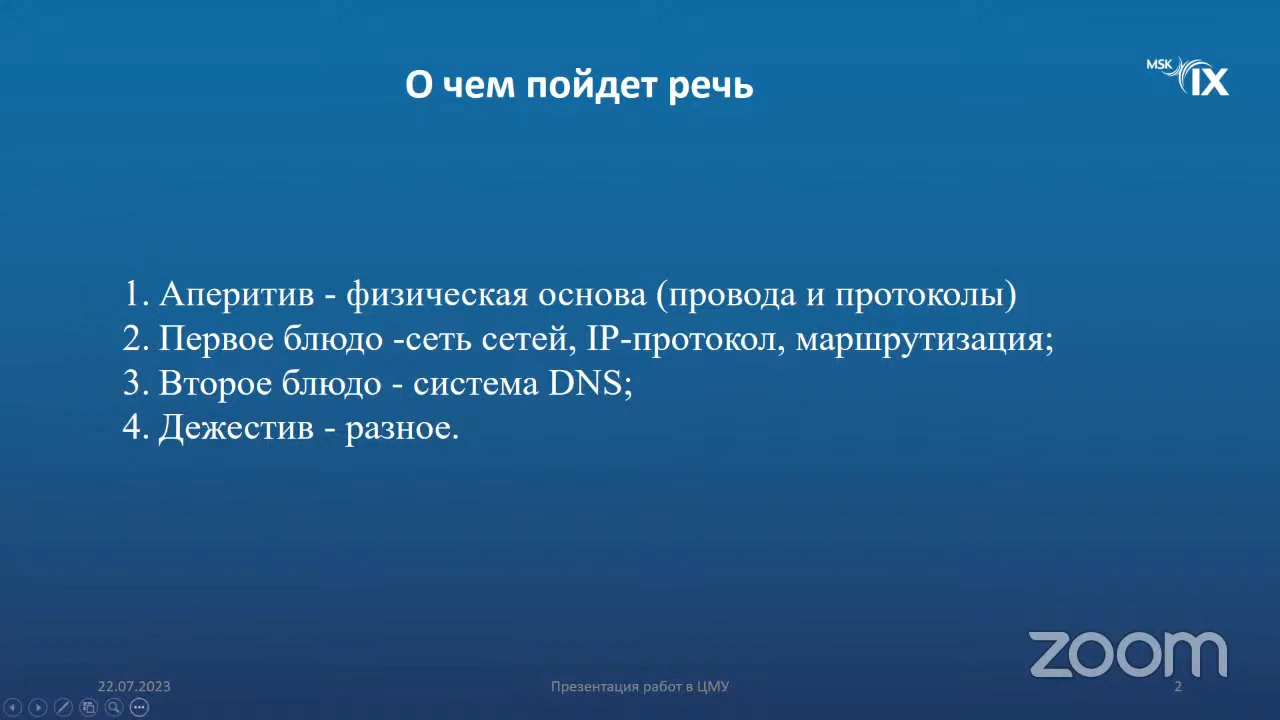 О чем пойдет речь
MSK IX
1. Аперитив - физическая основа (провода и протоколы)
2. Первое блюдо -сеть сетей, IP-протокол, маршрутизация;
3. Второе блюдо - система DNS;
4. Дежестив - разное.
zoom
22.07.2023
Презентация работ в ЦМУ
2